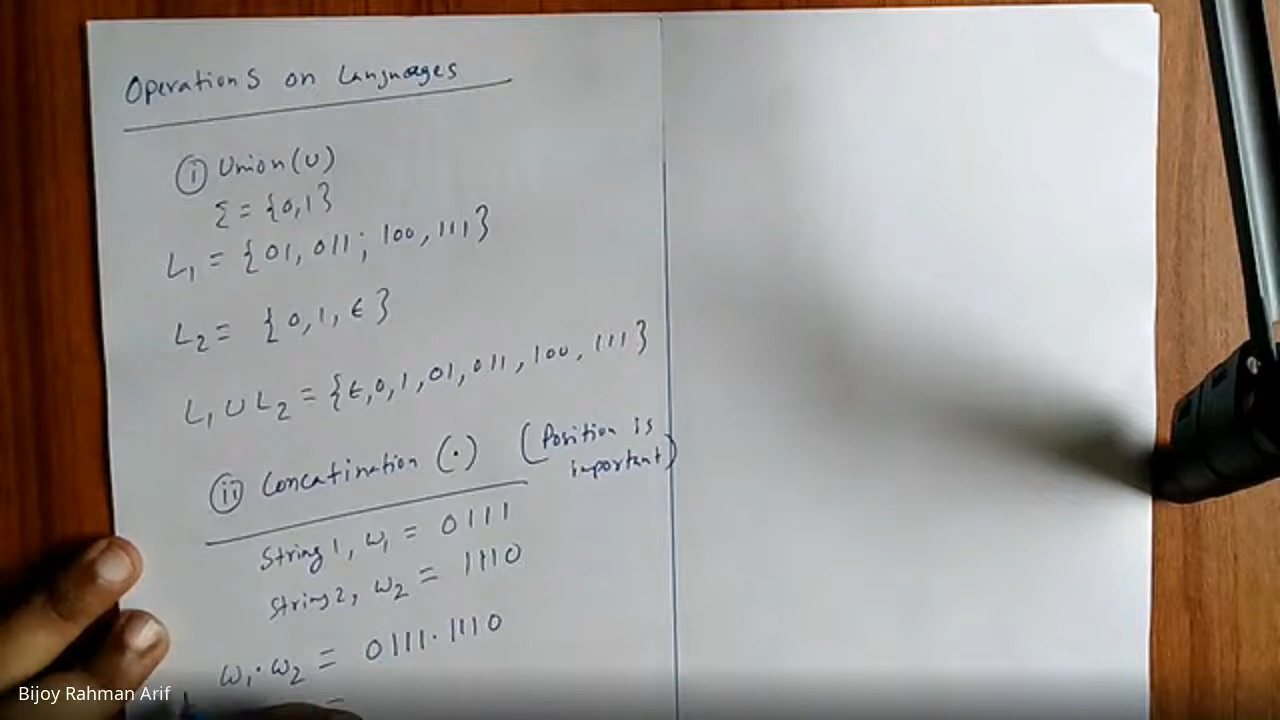 Operations on Languages
(i) Union (∪)
Σ = {0,1}
L₁ = {01, 011, 100, 111}
L₂ = {0, 1, ϵ}
L₁ ∪ L₂ = {ϵ, 0, 1, 01, 011, 100, 111}
(ii) Concatination (·) (Position is
important)
String 1, ω₁ = 0111
String 2, ω₂ = 1110
ω₁·ω₂ = 0111·1110
Bijoy Rahman Arif